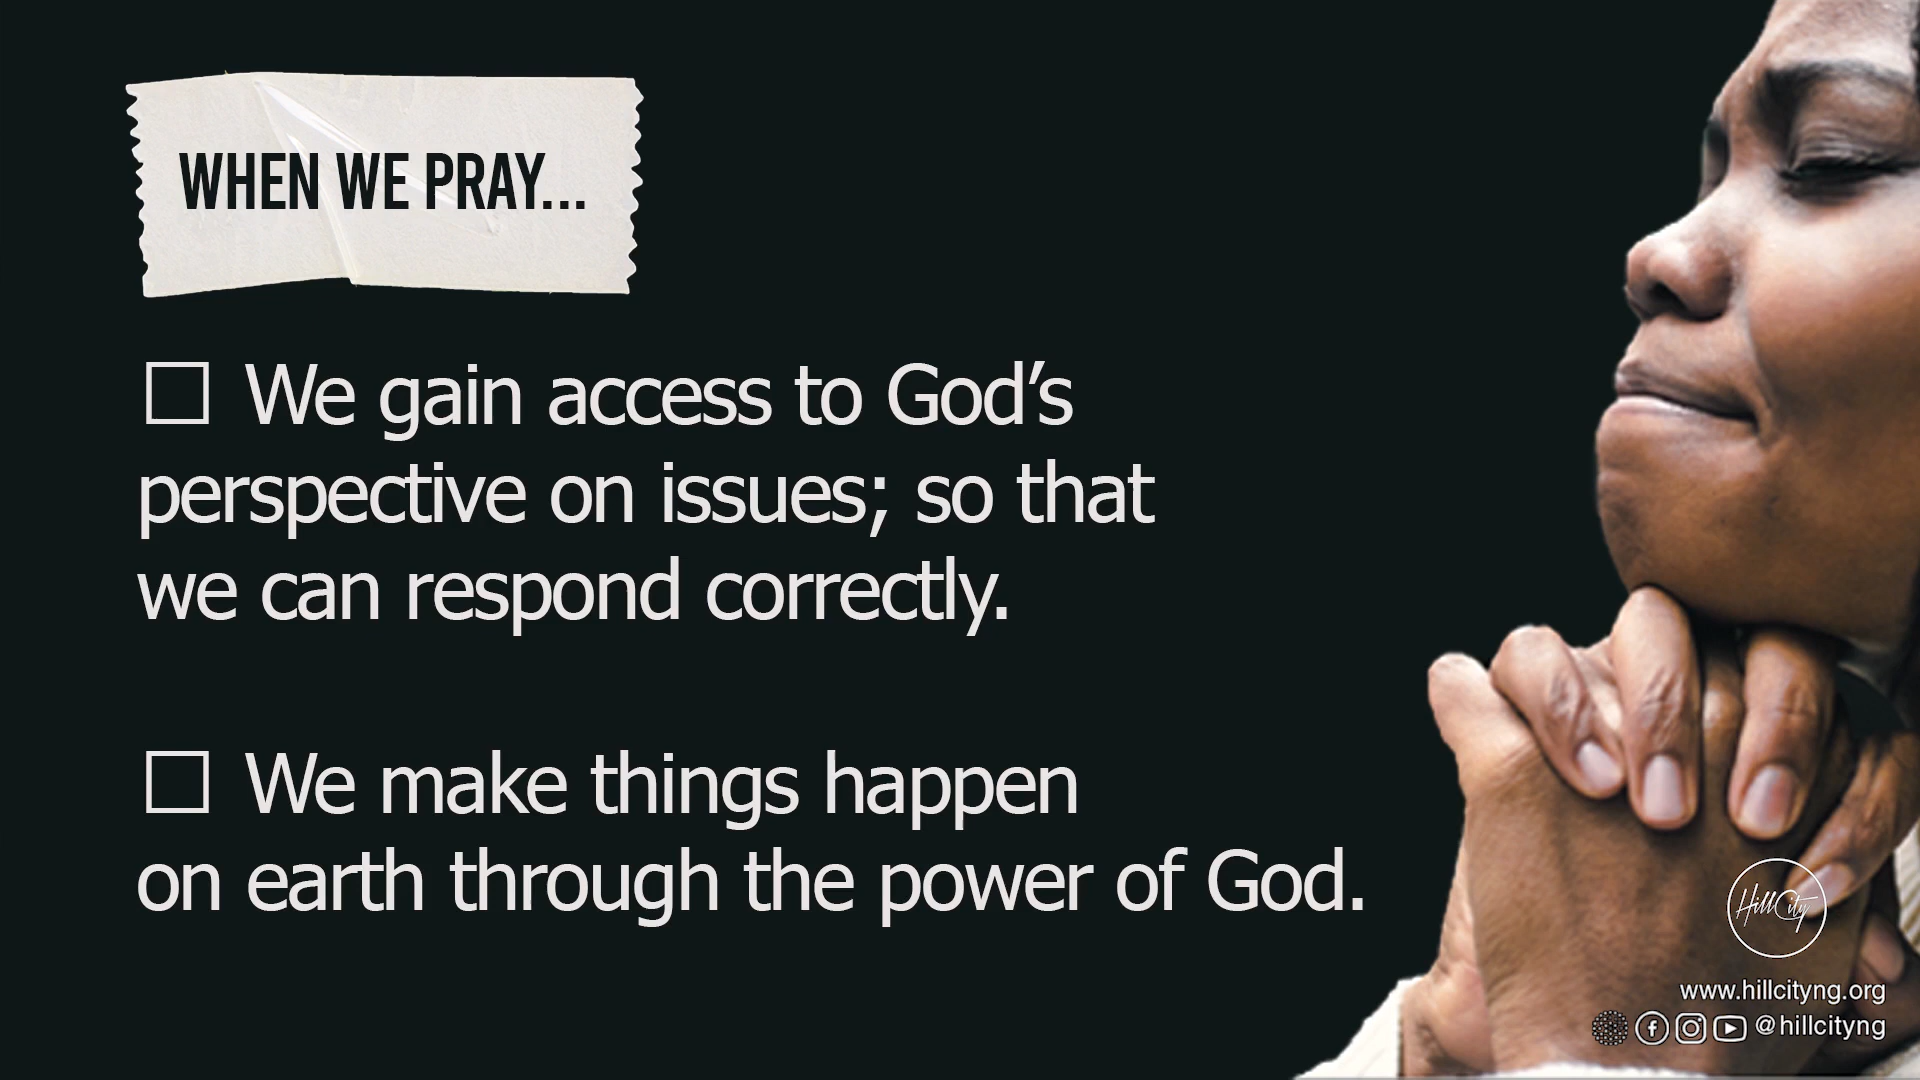 WHEN WE PRAY...
☐ We gain access to God’s
perspective on issues; so that
we can respond correctly.
☐ We make things happen
on earth through the power of God.
HillCity
www.hillcityng.org
@hillcityng